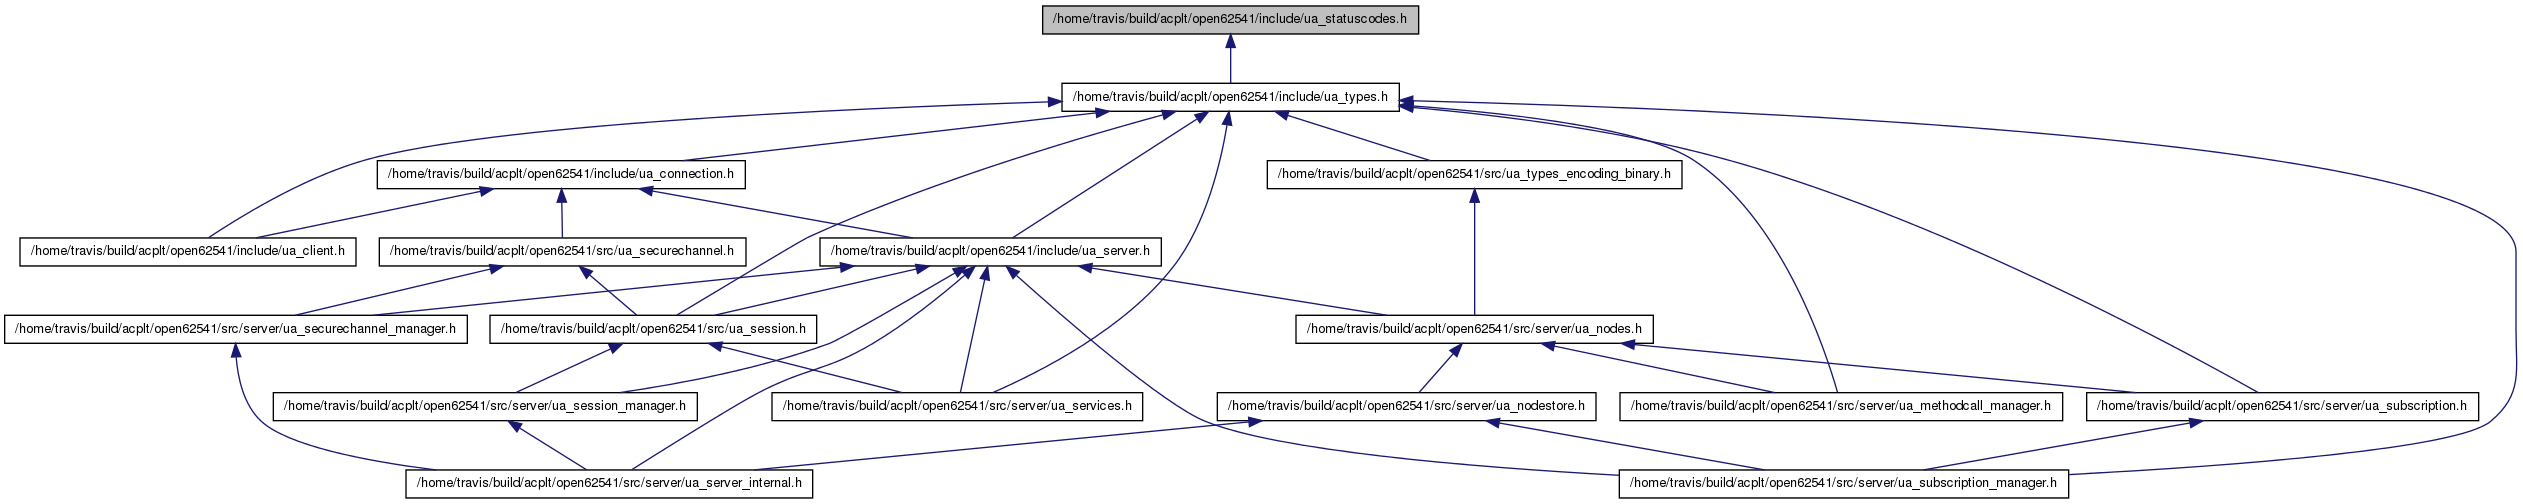 /home/travis/build/acplt/open62541/include/ua_statuscodes.h
/home/travis/build/acplt/open62541/include/ua_types.h
/home/travis/build/acplt/open62541/include/ua_connection.h
/home/travis/build/acplt/open62541/src/ua_types_encoding_binary.h
/home/travis/build/acplt/open62541/include/ua_client.h
/home/travis/build/acplt/open62541/src/ua_securechannel.h
/home/travis/build/acplt/open62541/include/ua_server.h
/home/travis/build/acplt/open62541/src/server/ua_securechannel_manager.h
/home/travis/build/acplt/open62541/src/ua_session.h
/home/travis/build/acplt/open62541/src/server/ua_nodes.h
/home/travis/build/acplt/open62541/src/server/ua_session_manager.h
/home/travis/build/acplt/open62541/src/server/ua_services.h
/home/travis/build/acplt/open62541/src/server/ua_nodestore.h
/home/travis/build/acplt/open62541/src/server/ua_methodcall_manager.h
/home/travis/build/acplt/open62541/src/server/ua_subscription.h
/home/travis/build/acplt/open62541/src/server/ua_server_internal.h
/home/travis/build/acplt/open62541/src/server/ua_subscription_manager.h